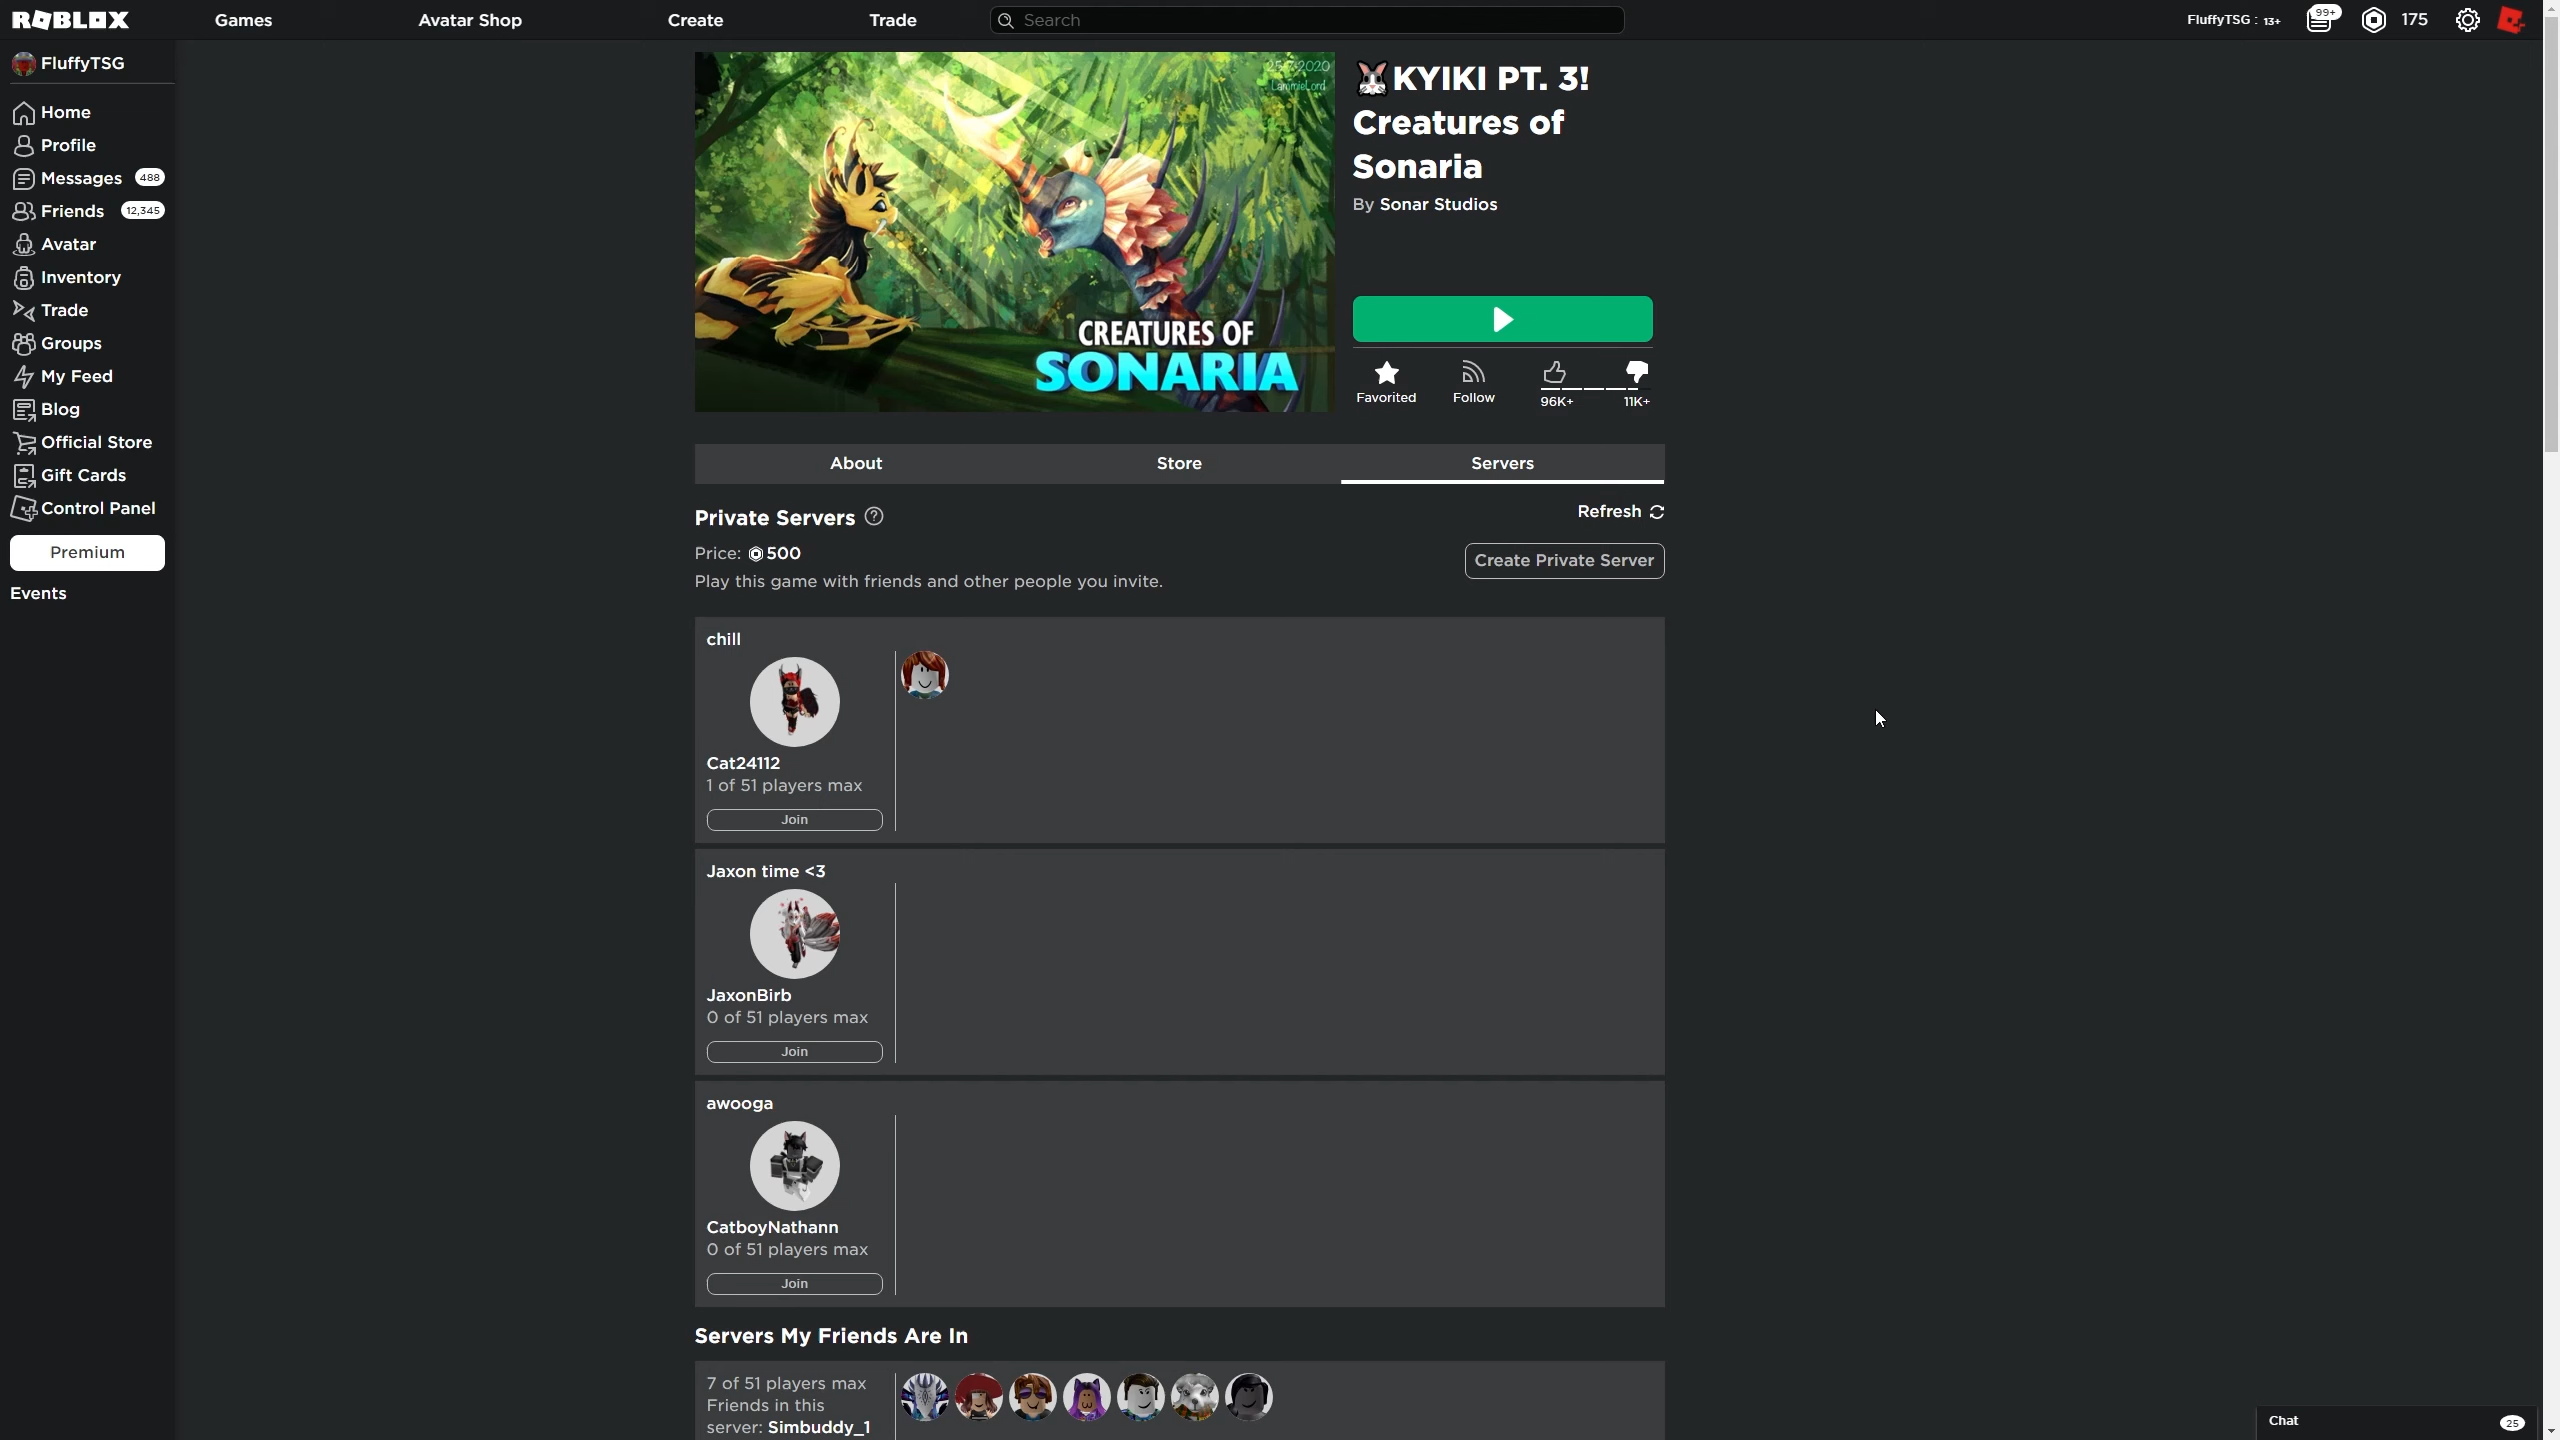 ROBLOX
Games
Avatar Shop
Create
Trade
Search
FluffyTSG : 13+
99+
175
FluffyTSG
Home
Profile
Messages 488
Friends 12,345
Avatar
Inventory
Trade
Groups
My Feed
Blog
Official Store
Gift Cards
Control Panel
Premium
Events
25-7-2020
LammieLord
CREATURES OF
SONARIA
KYIKI PT. 3!
Creatures of
Sonaria
By Sonar Studios
Favorited
Follow
96K+
11K+
About
Store
Servers
Private Servers
Refresh
Price: 500
Play this game with friends and other people you invite.
Create Private Server
chill
Cat24112
1 of 51 players max
Join
Jaxon time <3
JaxonBirb
0 of 51 players max
Join
awooga
CatboyNathann
0 of 51 players max
Join
Servers My Friends Are In
7 of 51 players max
Friends in this
server: Simbuddy_1
Chat
25